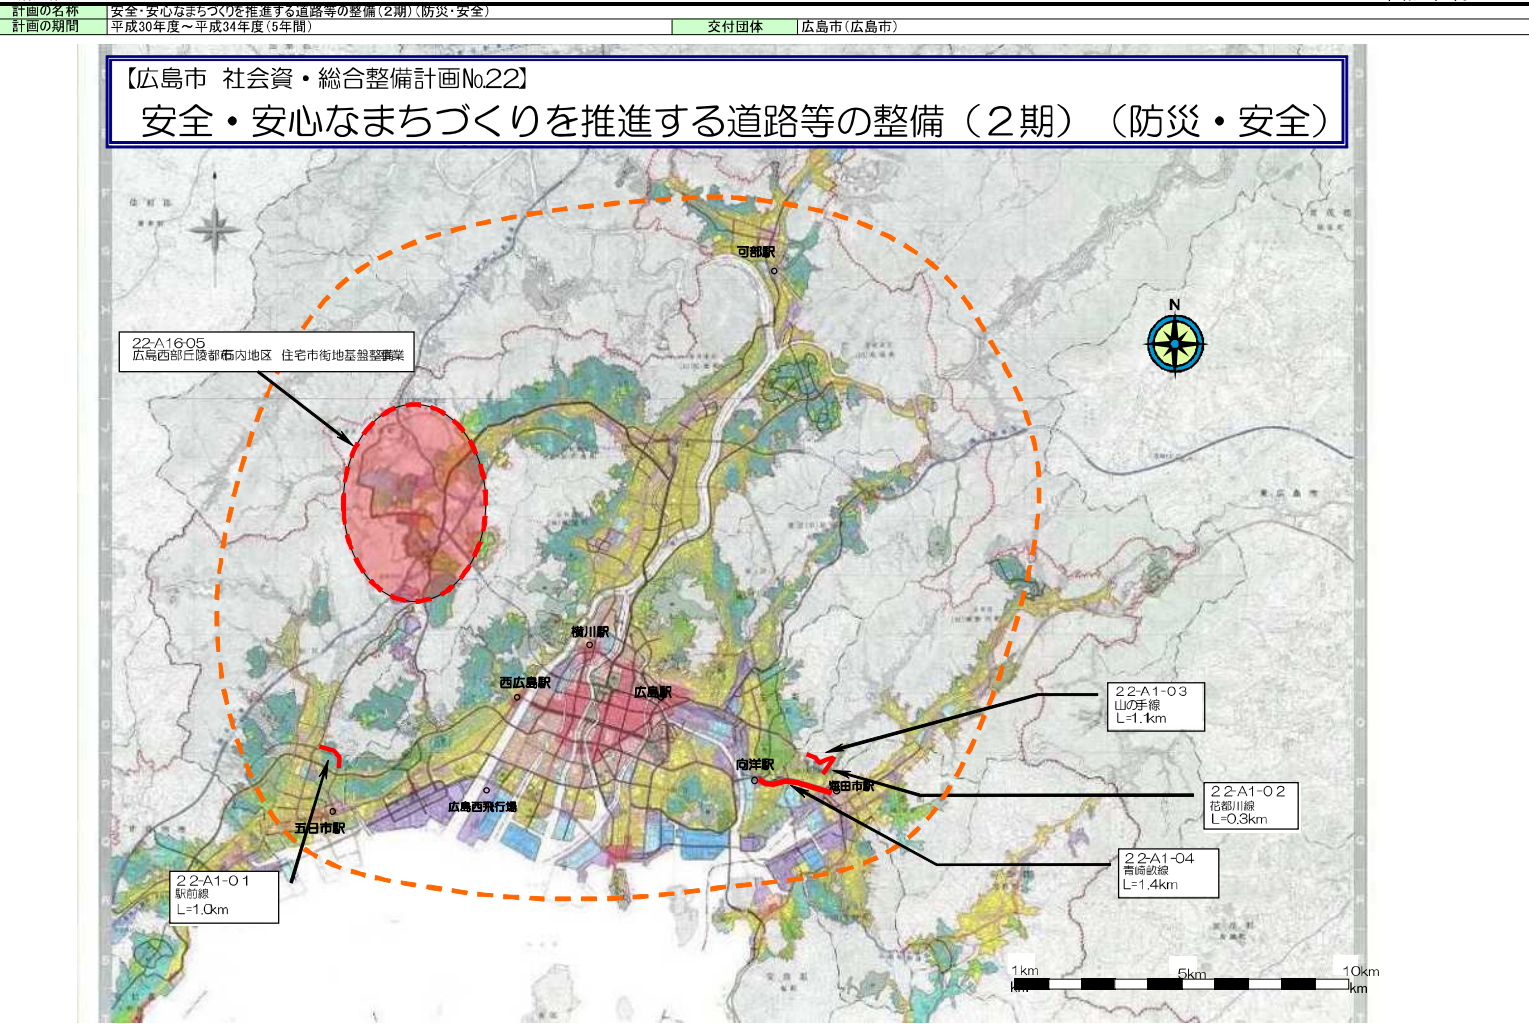 計画の名称 安全・安心なまちづくりを推進する道路等の整備(2期)(防災・安全)
計画の期間 平成30年度～平成34年度(5年間) 交付団体 広島市(広島市)
【広島市 社会資・総合整備計画No.22】
安全・安心なまちづくりを推進する道路等の整備（２期）（防災・安全）
可部駅
N
22-A16-05
広島西部丘陵都市石内地区 住宅市街地基盤整備事業
横川駅
西広島駅
広島駅
22-A1-03
山の手線
L=1.1km
向洋駅
海田市駅
22-A1-02
花都川線
L=0.3km
広島西飛行場
五日市駅
22-A1-04
青崎畝線
L=1.4km
22-A1-01
駅前線
L=1.0km
1km 5km 10km
km km